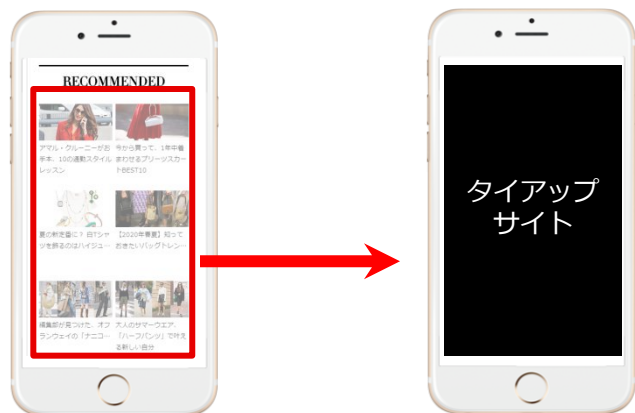 RECOMMENDED
アマル・クルーニーがお
手本、10の通勤スタイル
レッスン
今から買って、1年中着
まわせるプリーツスカー
トBEST10
夏の新定番に? 白Tシャ
ツを飾るのはハイジュ…
【2020年春夏】知って
おきたいバッグトレン…
編集部が見つけた、オフ
ランウェイの「ナニコ…
大人のサマーウエア、
「ハーフパンツ」で叶え
る新しい自分
タイアップ
サイト